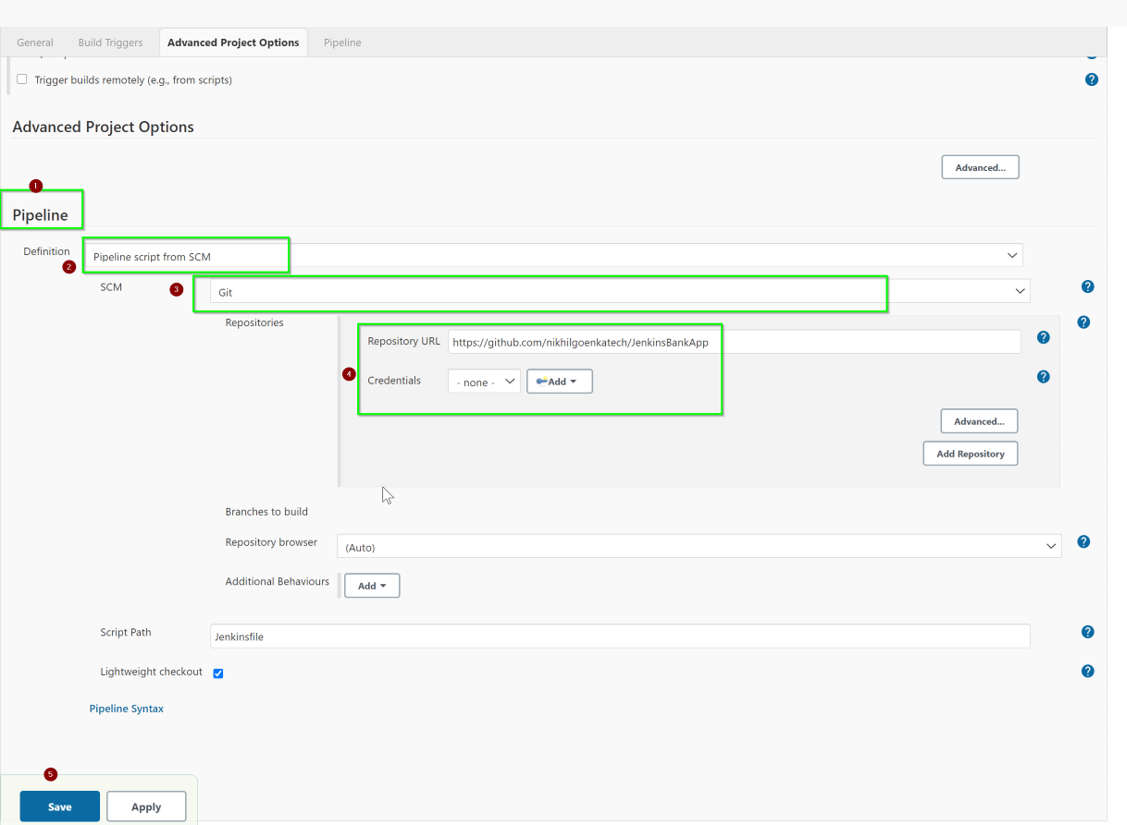 General Build Triggers Advanced Project Options Pipeline
Trigger builds remotely (e.g., from scripts)
Advanced Project Options
Advanced...
1
Pipeline
Definition
Pipeline script from SCM
2
SCM
3
Git
Repositories
Repository URL https://github.com/nikhilgoenkatech/JenkinsBankApp
4
Credentials - none - Add
Advanced...
Add Repository
Branches to build
Repository browser (Auto)
Additional Behaviours Add
Script Path Jenkinsfile
Lightweight checkout
Pipeline Syntax
5
Save Apply